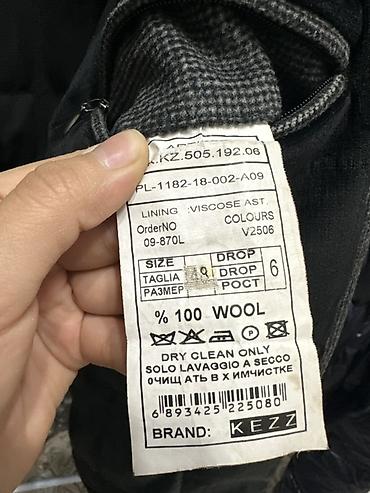 .KZ.505.192.06
PL-1182-18-002-A09
LINING :VISCOSE AST.
OrderNO COLOURS
09-870L V2506
SIZE DROP
TAGLIA 48 DROP 6
РАЗМЕР РОСТ
% 100 WOOL
DRY CLEAN ONLY
SOLO LAVAGGIO A SECCO
ОЧИЩ АТЬ В Х ИМЧИСТКЕ
6 893425 225080
BRAND: KEZZ